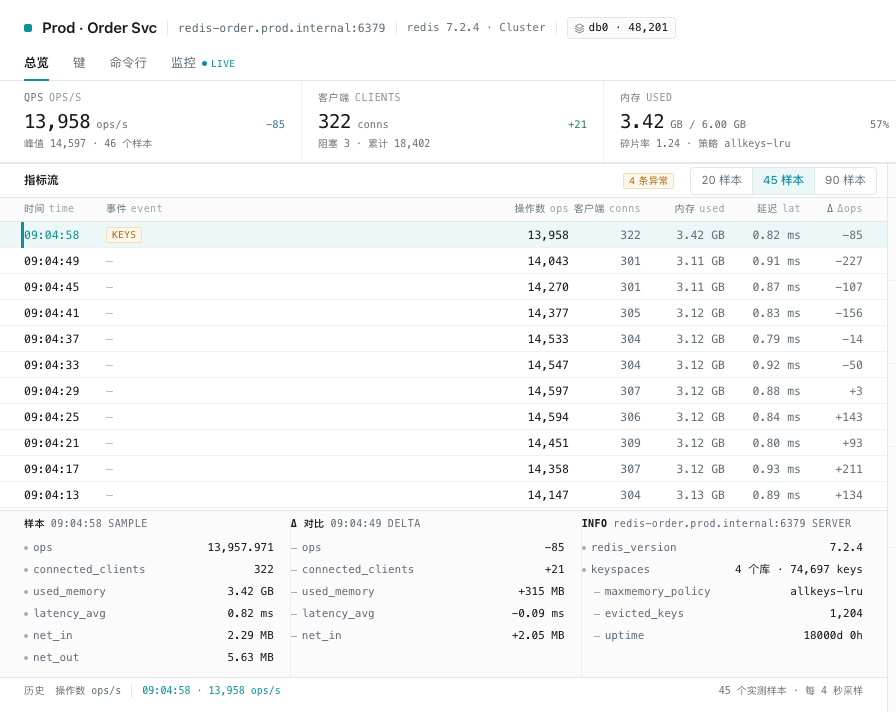 Prod · Order Svc redis-order.prod.internal:6379 redis 7.2.4 · Cluster db0 · 48,201
总览 键 命令行 监控 LIVE
QPS OPS/S 客户端 CLIENTS 内存 USED
13,958 ops/s −85 322 conns +21 3.42 GB / 6.00 GB 57%
峰值 14,597 · 46 个样本 阻塞 3 · 累计 18,402 碎片率 1.24 · 策略 allkeys-lru
指标流 4 条异常 20 样本 45 样本 90 样本
时间 time 事件 event 操作数 ops 客户端 conns 内存 used 延迟 lat Δ Δops
09:04:58 KEYS 13,958 322 3.42 GB 0.82 ms −85
09:04:49 — 14,043 301 3.11 GB 0.91 ms −227
09:04:45 — 14,270 301 3.11 GB 0.87 ms −107
09:04:41 — 14,377 305 3.12 GB 0.83 ms −156
09:04:37 — 14,533 304 3.12 GB 0.79 ms −14
09:04:33 — 14,547 304 3.12 GB 0.92 ms −50
09:04:29 — 14,597 307 3.12 GB 0.88 ms +3
09:04:25 — 14,594 306 3.12 GB 0.84 ms +143
09:04:21 — 14,451 309 3.12 GB 0.80 ms +93
09:04:17 — 14,358 307 3.12 GB 0.93 ms +211
09:04:13 — 14,147 304 3.13 GB 0.89 ms +134
样本 09:04:58 SAMPLE Δ 对比 09:04:49 DELTA INFO redis-order.prod.internal:6379 SERVER
ops 13,957.971 — ops −85 redis_version 7.2.4
connected_clients 322 — connected_clients +21 keyspaces 4 个库 · 74,697 keys
used_memory 3.42 GB — used_memory +315 MB — maxmemory_policy allkeys-lru
latency_avg 0.82 ms — latency_avg −0.09 ms — evicted_keys 1,204
net_in 2.29 MB — net_in +2.05 MB — uptime 18000d 0h
net_out 5.63 MB
历史 操作数 ops/s 09:04:58 · 13,958 ops/s 45 个实测样本 · 每 4 秒采样